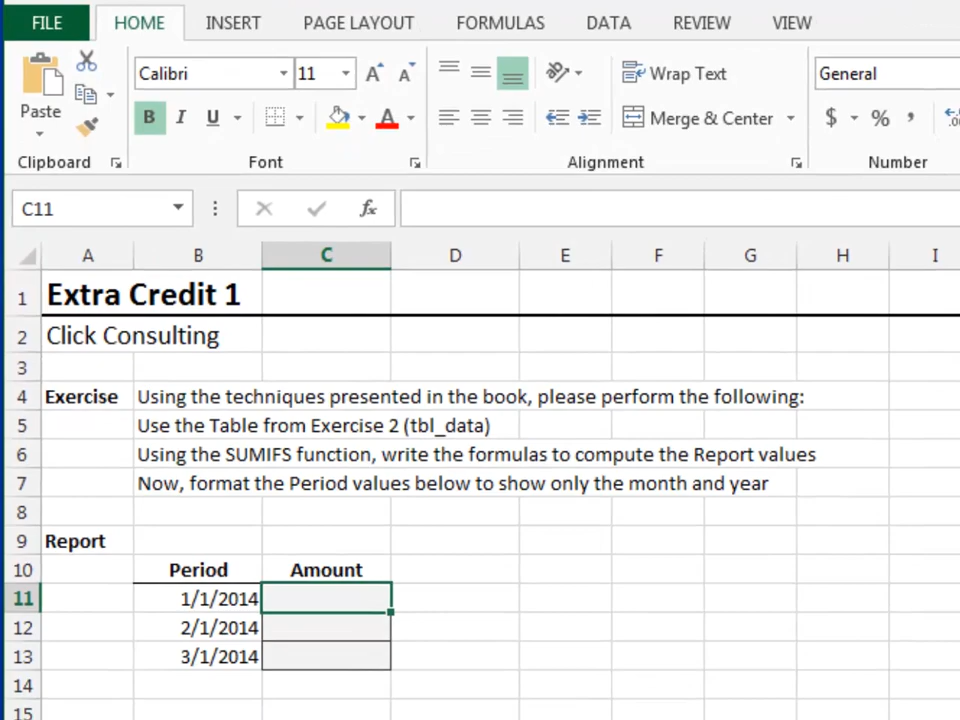 FILE HOME INSERT PAGE LAYOUT FORMULAS DATA REVIEW VIEW
Calibri 11 A A Wrap Text General
Paste B I U A Merge & Center $ % , .00
Clipboard Font Alignment Number
C11 fx
A B C D E F G H I
1 Extra Credit 1
2 Click Consulting
3
4 Exercise Using the techniques presented in the book, please perform the following:
5 Use the Table from Exercise 2 (tbl_data)
6 Using the SUMIFS function, write the formulas to compute the Report values
7 Now, format the Period values below to show only the month and year
8
9 Report
10 Period Amount
11 1/1/2014
12 2/1/2014
13 3/1/2014
14
15